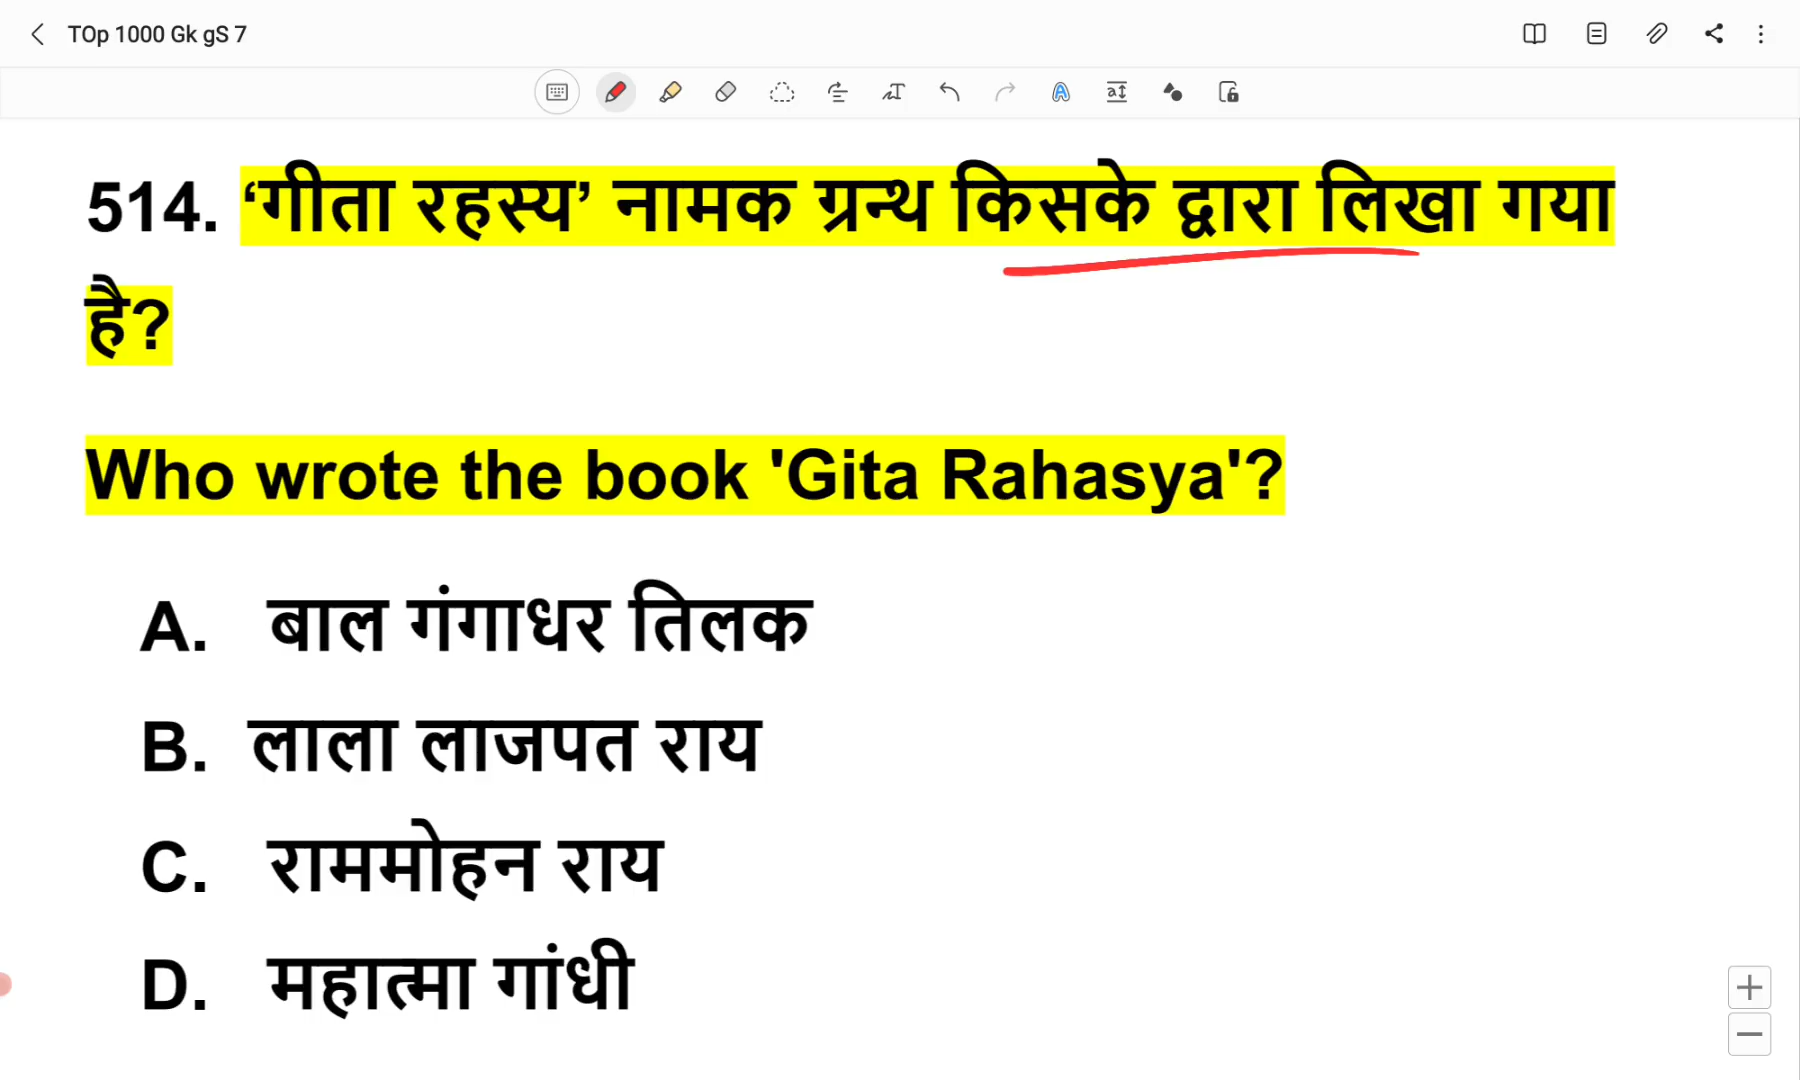 TOp 1000 Gk gS 7
514. ‘गीता रहस्य’ नामक ग्रन्थ किसके द्वारा लिखा गया
है?
Who wrote the book 'Gita Rahasya'?
A. बाल गंगाधर तिलक
B. लाला लाजपत राय
C. राममोहन राय
D. महात्मा गांधी